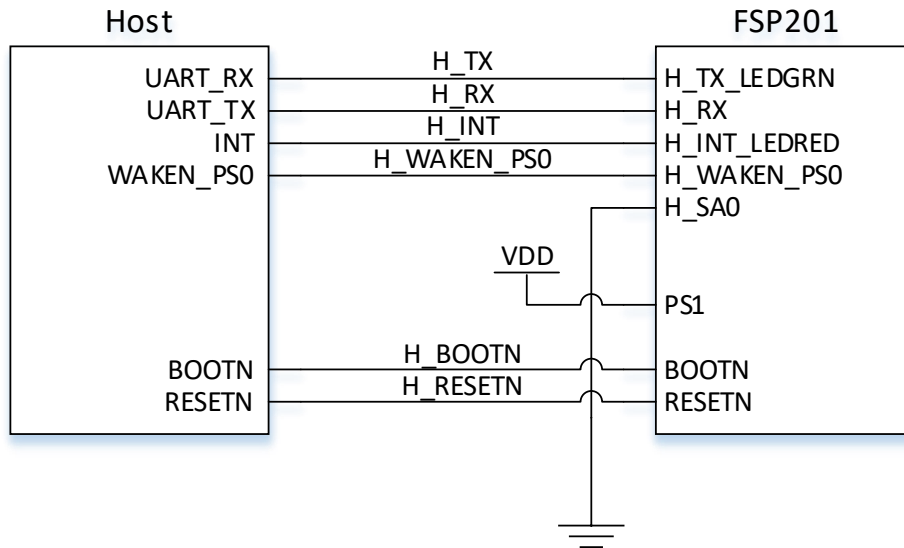 Host
FSP201
UART_RX
H_TX
H_TX_LEDGRN
UART_TX
H_RX
H_RX
INT
H_INT
H_INT_LEDRED
WAKEN_PS0
H_WAKEN_PS0
H_WAKEN_PS0
H_SA0
VDD
PS1
BOOTN
H_BOOTN
BOOTN
RESETN
H_RESETN
RESETN